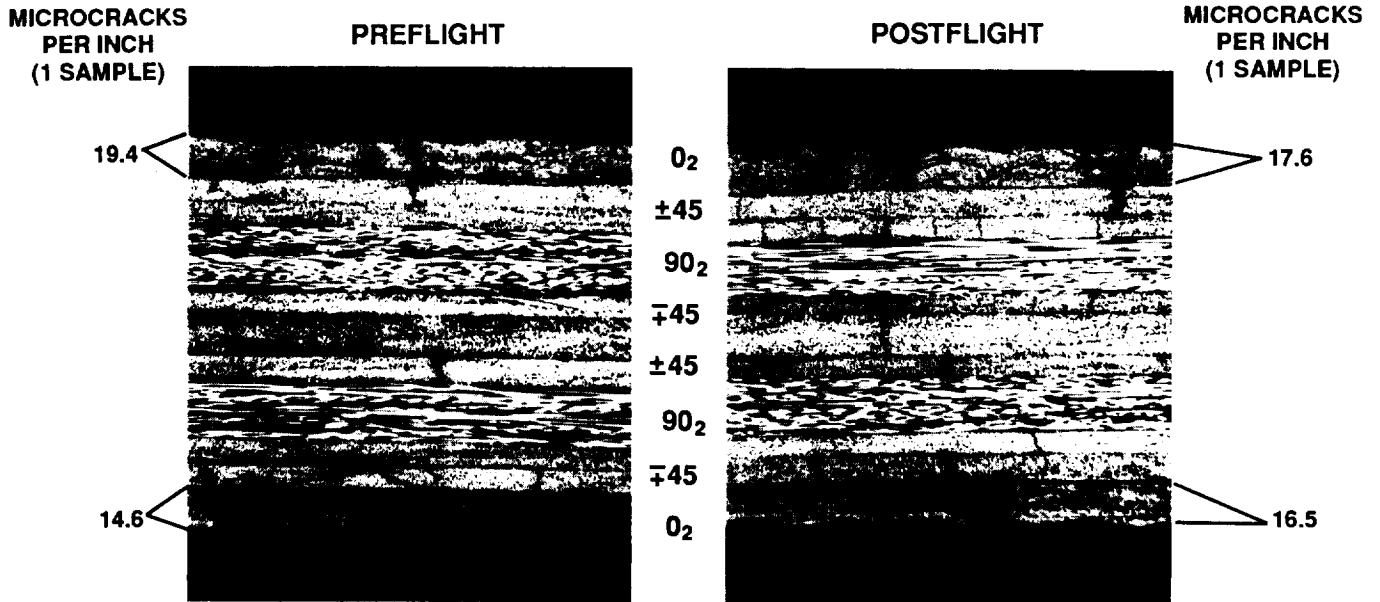 MICROCRACKS
PER INCH
(1 SAMPLE)
PREFLIGHT
POSTFLIGHT
MICROCRACKS
PER INCH
(1 SAMPLE)
19.4
14.6
0₂
±45
90₂
∓45
±45
90₂
∓45
0₂
17.6
16.5